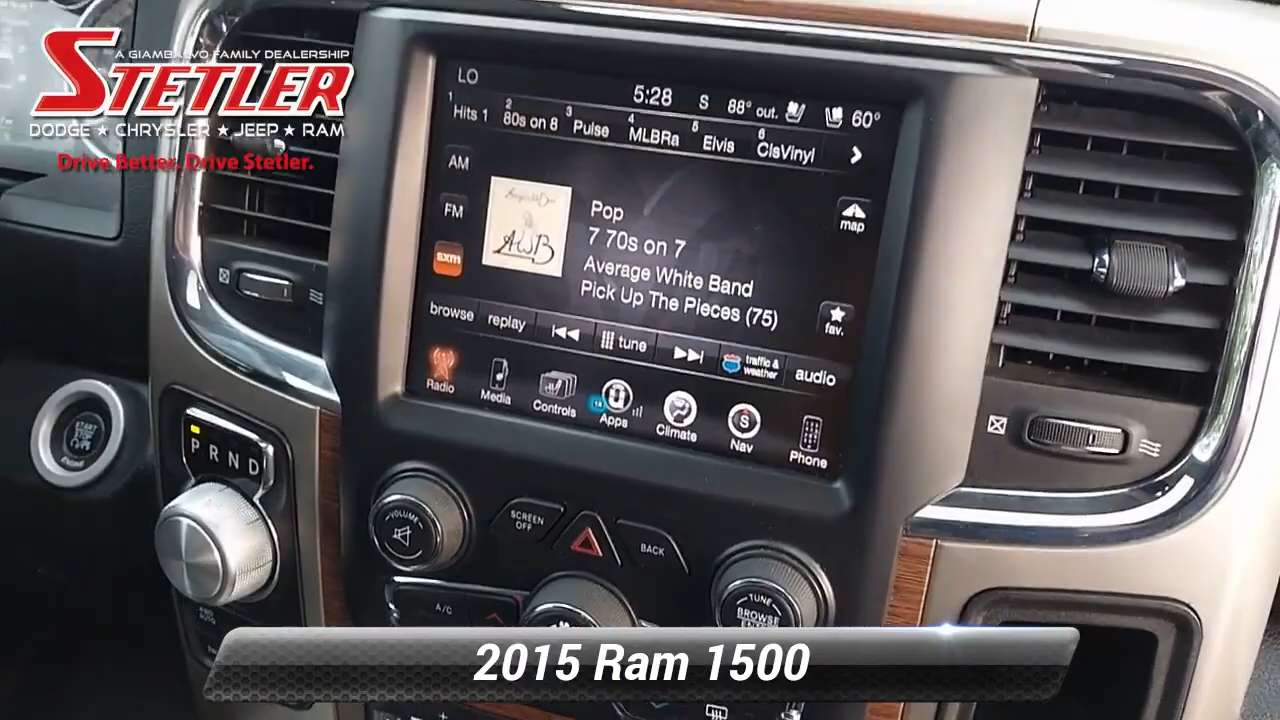 A GIAMBALVO FAMILY DEALERSHIP
STETLER
DODGE ★ CHRYSLER ★ JEEP ★ RAM
Drive Better. Drive Stetler.
LO 5:28 S 88° out. 60°
1 Hits 1 2 80s on 8 3 Pulse 4 MLBRa 5 Elvis 6 ClsVinyl
AM
FM
sxm
AWB
Pop
7 70s on 7
Average White Band
Pick Up The Pieces (75)
map
fav.
browse replay tune traffic & weather audio
Radio Media Controls Apps Climate Nav Phone
START
STOP
P R N D
VOLUME
SCREEN
OFF
BACK
TUNE
BROWSE
A/C
2015 Ram 1500